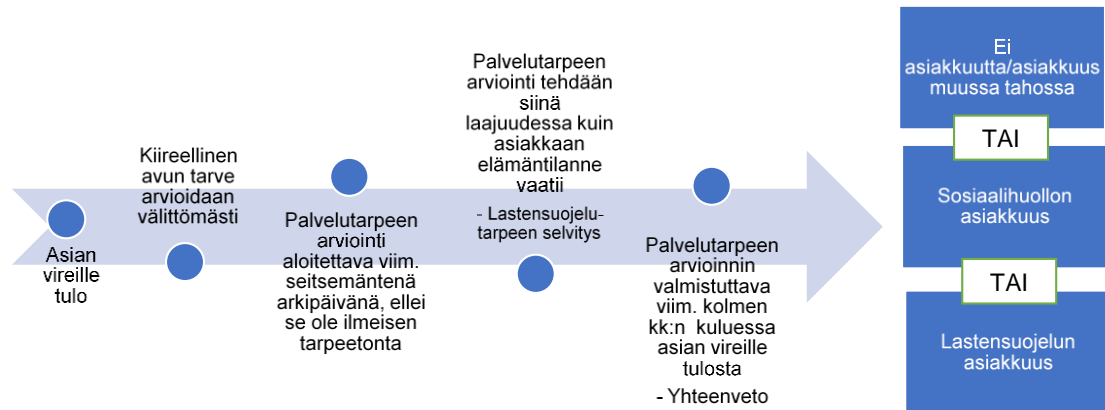 Asian
vireille
tulo
Kiireellinen
avun tarve
arvioidaan
välittömästi
Palvelutarpeen
arviointi
aloitettava viim.
seitsemäntenä
arkipäivänä, ellei
se ole ilmeisen
tarpeetonta
Palvelutarpeen
arviointi tehdään
siinä
laajuudessa kuin
asiakkaan
elämäntilanne
vaatii
- Lastensuojelu-
tarpeen selvitys
Palvelutarpeen
arvioinnin
valmistuttava
viim. kolmen
kk:n kuluessa
asian vireille
tulosta
- Yhteenveto
Ei
asiakkuutta/asiakkuus
muussa tahossa
TAI
Sosiaalihuollon
asiakkuus
TAI
Lastensuojelun
asiakkuus